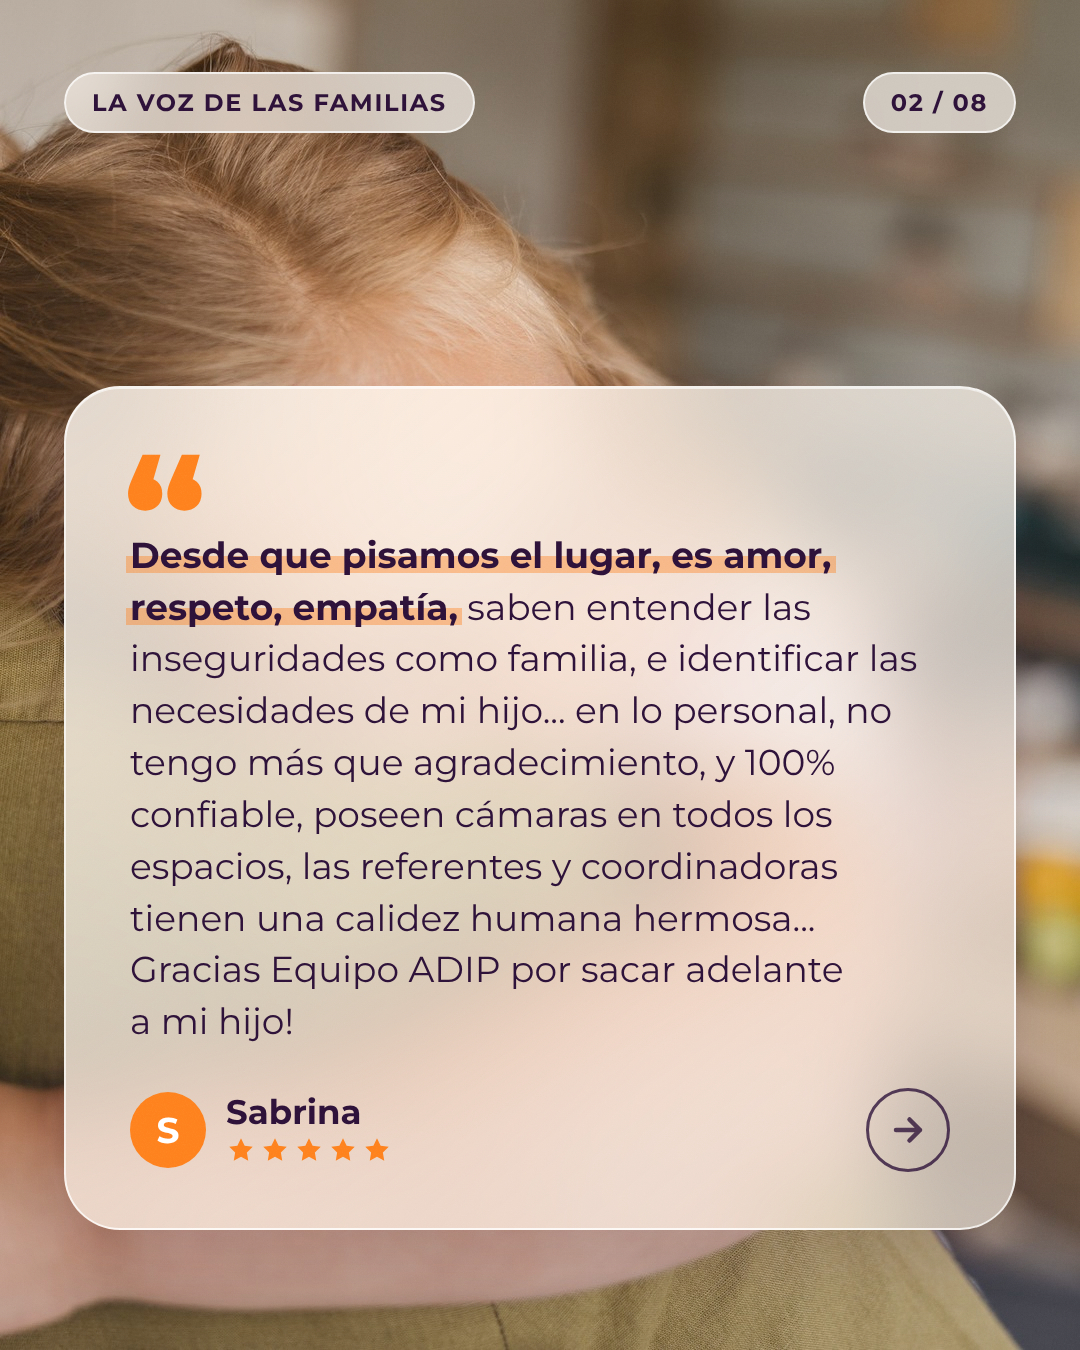 LA VOZ DE LAS FAMILIAS
02 / 08
“
Desde que pisamos el lugar, es amor,
respeto, empatía, saben entender las
inseguridades como familia, e identificar las
necesidades de mi hijo... en lo personal, no
tengo más que agradecimiento, y 100%
confiable, poseen cámaras en todos los
espacios, las referentes y coordinadoras
tienen una calidez humana hermosa...
Gracias Equipo ADIP por sacar adelante
a mi hijo!
S
Sabrina